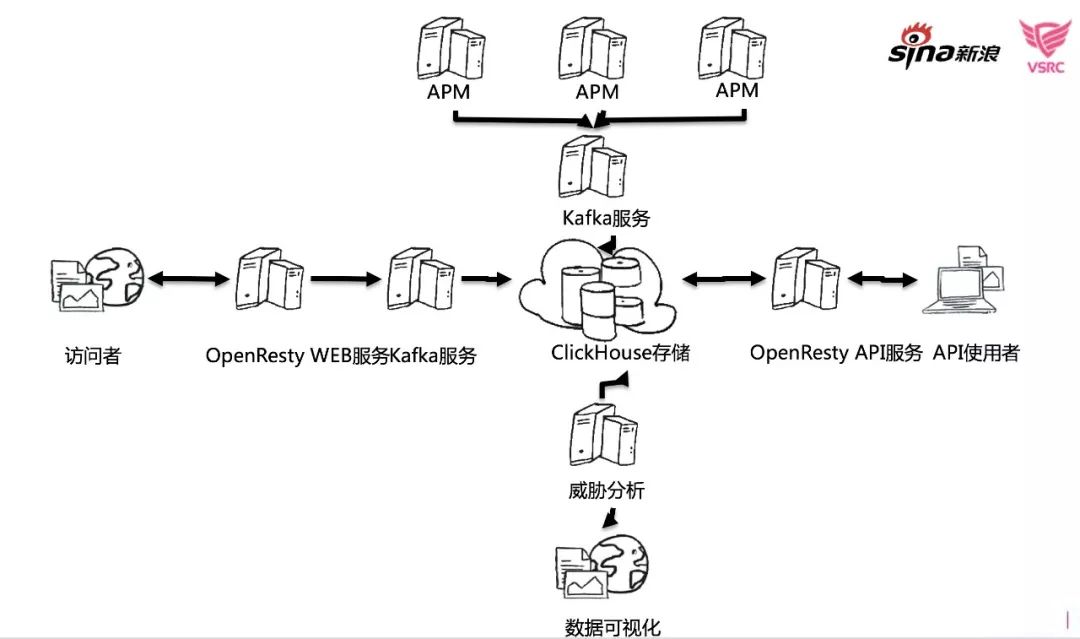 sina新浪
VSRC
APM APM APM
Kafka服务
访问者 OpenResty WEB服务Kafka服务 ClickHouse存储 OpenResty API服务 API使用者
威胁分析
数据可视化